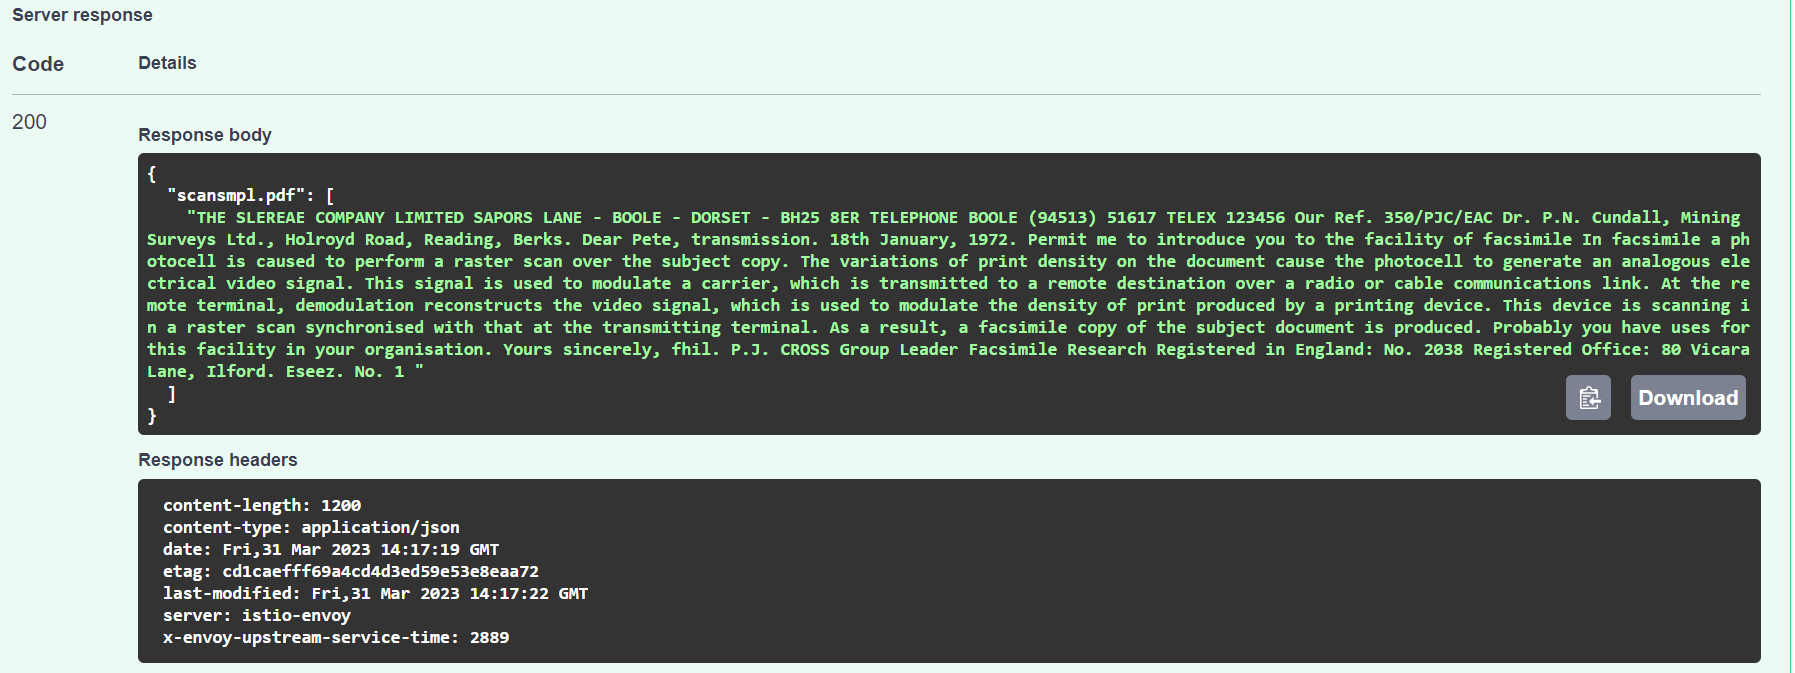 Server response
Code Details
200
Response body
{
"scansmpl.pdf": [
"THE SLEREAE COMPANY LIMITED SAPORS LANE - BOOLE - DORSET - BH25 8ER TELEPHONE BOOLE (94513) 51617 TELEX 123456 Our Ref. 350/PJC/EAC Dr. P.N. Cundall, Mining
Surveys Ltd., Holroyd Road, Reading, Berks. Dear Pete, transmission. 18th January, 1972. Permit me to introduce you to the facility of facsimile In facsimile a ph
otocell is caused to perform a raster scan over the subject copy. The variations of print density on the document cause the photocell to generate an analogous ele
ctrical video signal. This signal is used to modulate a carrier, which is transmitted to a remote destination over a radio or cable communications link. At the re
mote terminal, demodulation reconstructs the video signal, which is used to modulate the density of print produced by a printing device. This device is scanning i
n a raster scan synchronised with that at the transmitting terminal. As a result, a facsimile copy of the subject document is produced. Probably you have uses for
this facility in your organisation. Yours sincerely, fhil. P.J. CROSS Group Leader Facsimile Research Registered in England: No. 2038 Registered Office: 80 Vicara
Lane, Ilford. Eseez. No. 1 "
]
}
Download
Response headers
content-length: 1200
content-type: application/json
date: Fri,31 Mar 2023 14:17:19 GMT
etag: cd1caefff69a4cd4d3ed59e53e8eaa72
last-modified: Fri,31 Mar 2023 14:17:22 GMT
server: istio-envoy
x-envoy-upstream-service-time: 2889